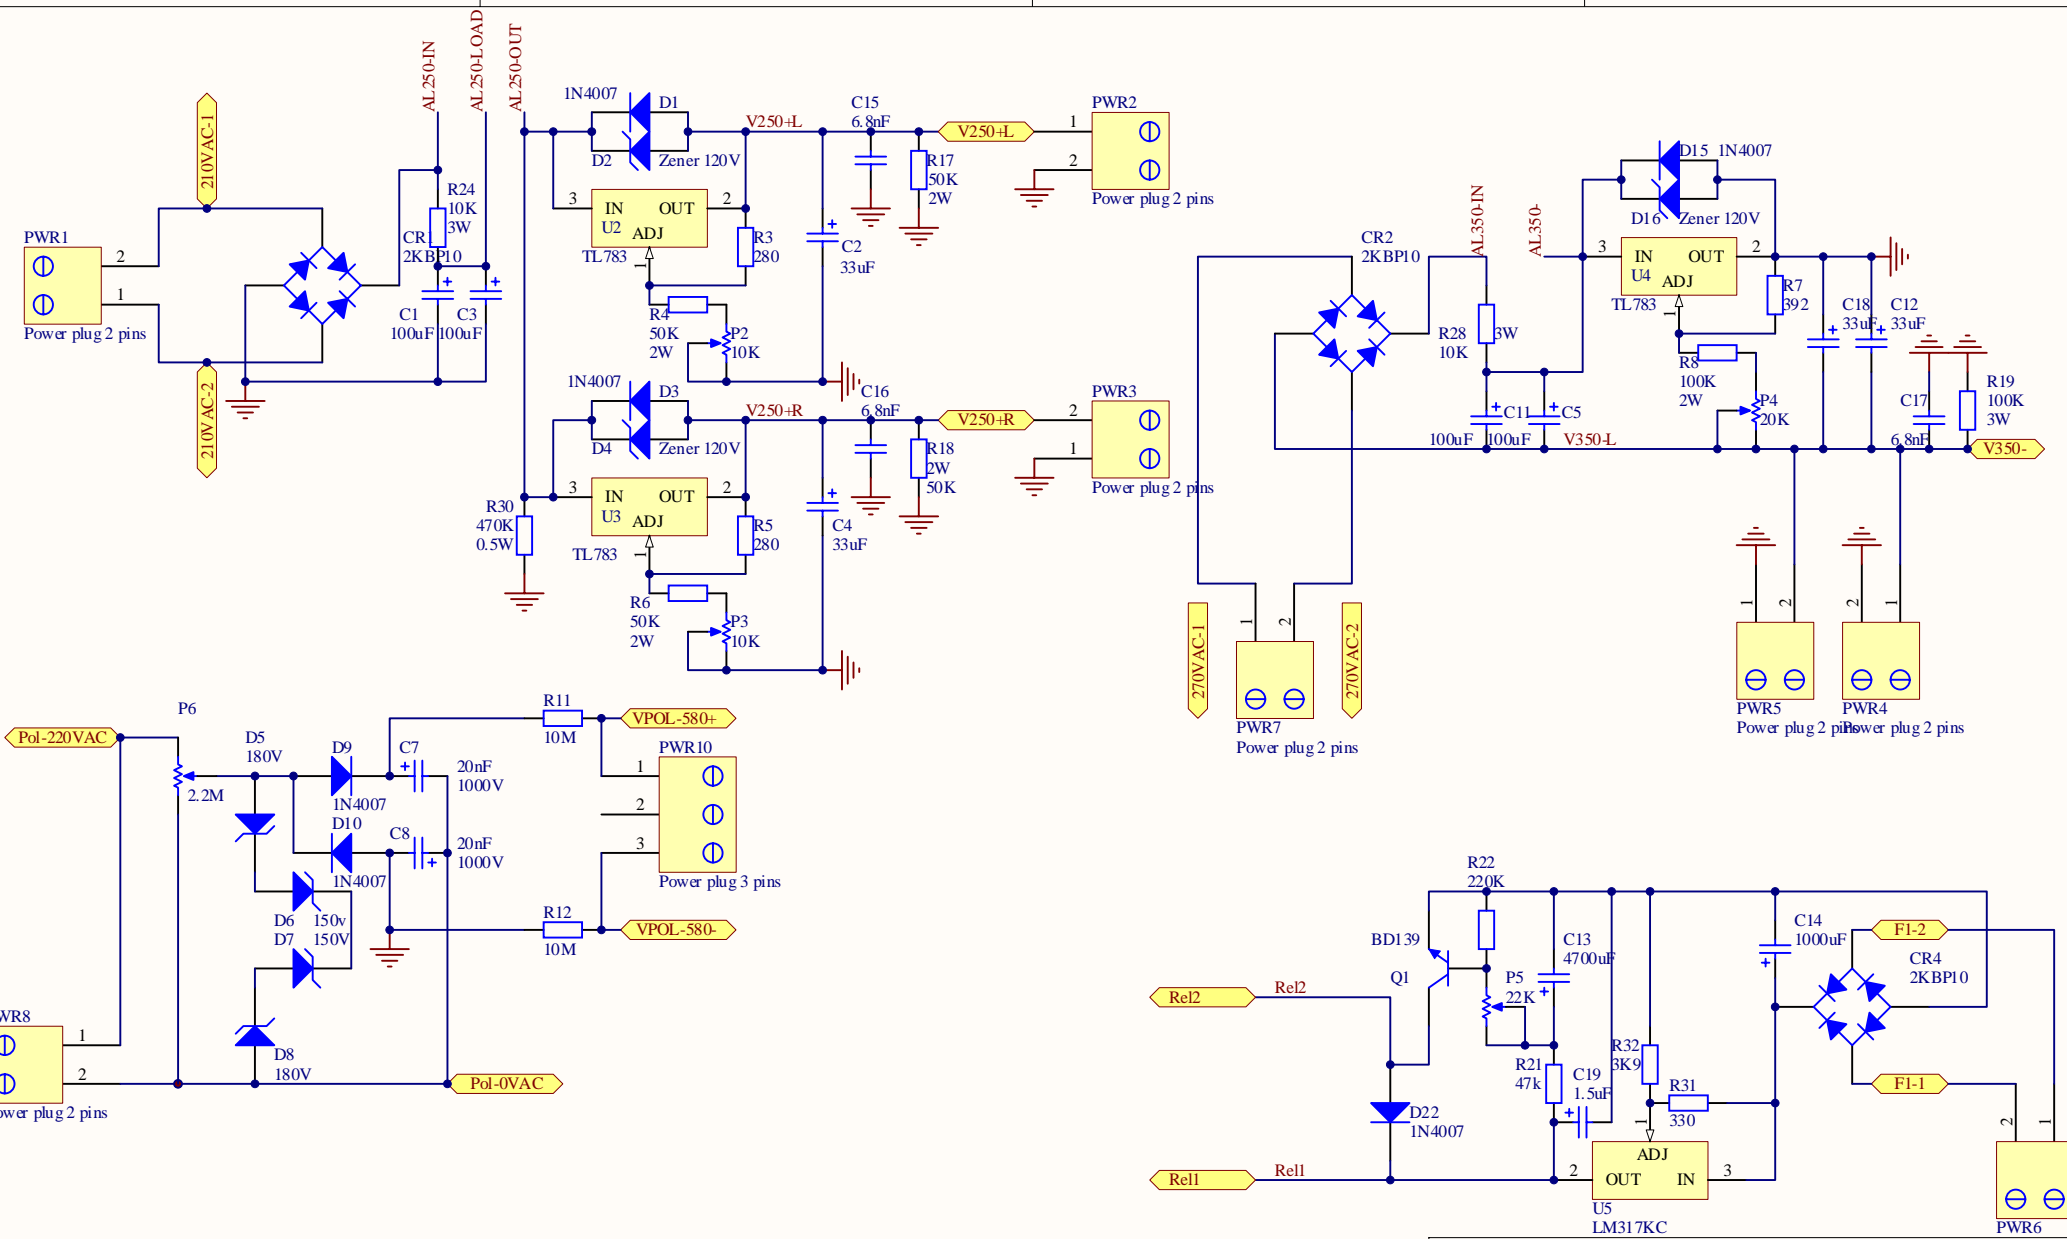 AL250-IN
AL250-LOAD
AL250-OUT
210VAC-1
210VAC-2
PWR1
2
1
Power plug 2 pins
CR1
2KBP10
R24
10K
3W
C1
100uF
C3
100uF
1N4007
D1
D2
Zener 120V
V250+L
3
IN
OUT
2
U2
ADJ
TL783
1
R3
280
R4
50K
2W
P2
10K
C15
6.8nF
C2
33uF
R17
50K
2W
V250+L
1
2
PWR2
Power plug 2 pins
1N4007
D3
D4
Zener 120V
V250+R
3
IN
OUT
2
U3
ADJ
TL783
1
R5
280
R6
50K
2W
P3
10K
R30
470K
0.5W
C16
6.8nF
C4
33uF
R18
2W
50K
V250+R
2
1
PWR3
Power plug 2 pins
CR2
2KBP10
AL350-IN
AL350-
R28
10K
3W
C11
100uF
C5
100uF
V350-L
D15
1N4007
D16
Zener 120V
3
IN
OUT
2
U4
ADJ
TL783
1
R7
392
R8
100K
2W
P4
20K
C18
33uF
C12
33uF
C17
6.8nF
R19
100K
3W
V350-
270VAC-1
270VAC-2
1
2
PWR7
Power plug 2 pins
1
2
PWR5
Power plug 2 pins
2
1
PWR4
Power plug 2 pins
Pol-220VAC
P6
2.2M
D5
180V
D9
1N4007
D10
1N4007
D6
150v
D7
150V
D8
180V
C7
20nF
1000V
C8
20nF
1000V
R11
10M
R12
10M
VPOL-580+
VPOL-580-
PWR10
1
2
3
Power plug 3 pins
WR8
1
2
ower plug 2 pins
Pol-0VAC
Rel2
Rel2
Rel1
Rel1
BD139
Q1
D22
1N4007
R22
220K
P5
22K
C13
4700uF
R21
47k
C19
1.5uF
R32
3K9
R31
330
1
ADJ
2
OUT
IN
3
U5
LM317KC
C14
1000uF
CR4
2KBP10
F1-2
F1-1
2
1
PWR6